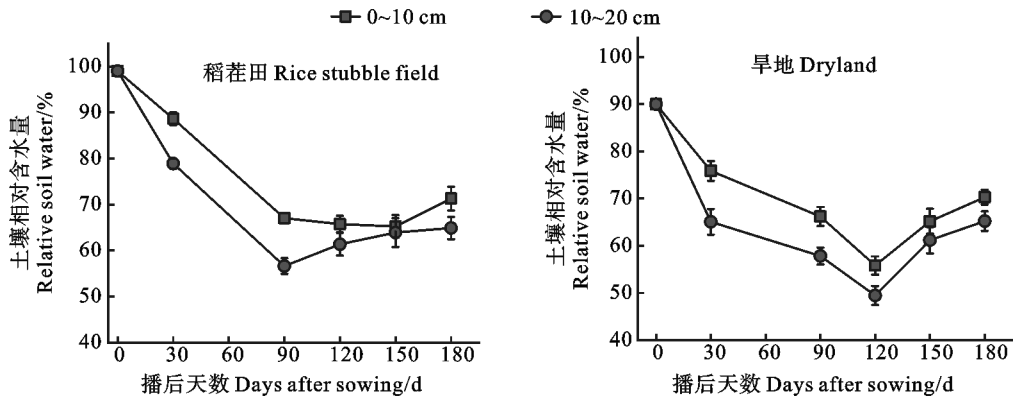 0~10 cm
10~20 cm
稻茬田 Rice stubble field
土壤相对含水量/%
Relative soil water/%
100
90
80
70
60
50
40
0 30 60 90 120 150 180
播后天数 Days after sowing/d
旱地 Dryland
土壤相对含水量
Relative soil water/%
100
90
80
70
60
50
40
0 30 60 90 120 150 180
播后天数 Days after sowing/d